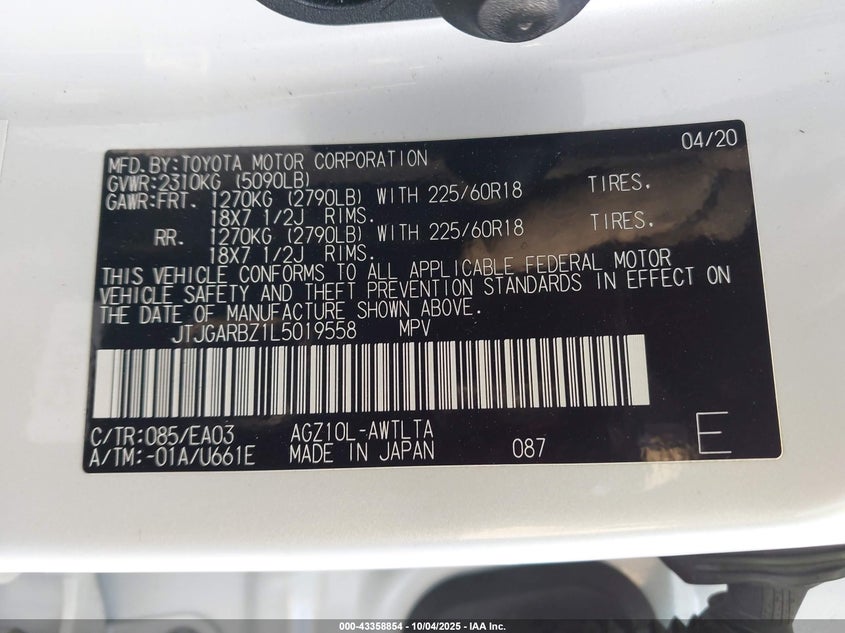 04/20
MFD.BY:TOYOTA MOTOR CORPORATION
GVWR:2310KG (5090LB)
GAWR:FRT. 1270KG (2790LB) WITH 225/60R18 TIRES.
18X7 1/2J RIMS.
RR. 1270KG (2790LB) WITH 225/60R18 TIRES.
18X7 1/2J RIMS.
THIS VEHICLE CONFORMS TO ALL APPLICABLE FEDERAL MOTOR
VEHICLE SAFETY AND THEFT PREVENTION STANDARDS IN EFFECT ON
THE DATE OF MANUFACTURE SHOWN ABOVE.
JTJGARBZ1L5019558 MPV
C/TR:085/EA03 AGZ10L-AWTLTA
A/TM:-01A/U661E MADE IN JAPAN 087 E
000-43358854 | 10/04/2025 | IAA Inc.